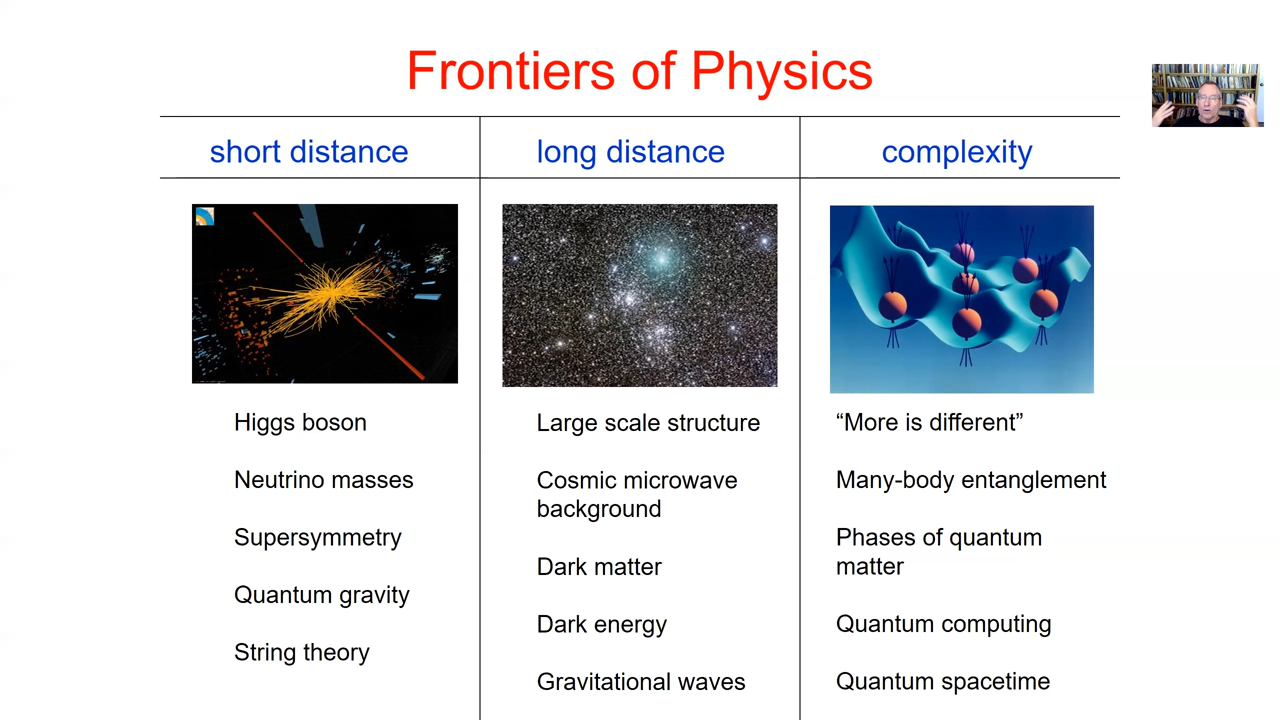 Frontiers of Physics
short distance
long distance
complexity
Higgs boson
Neutrino masses
Supersymmetry
Quantum gravity
String theory
Large scale structure
Cosmic microwave
background
Dark matter
Dark energy
Gravitational waves
“More is different”
Many-body entanglement
Phases of quantum
matter
Quantum computing
Quantum spacetime